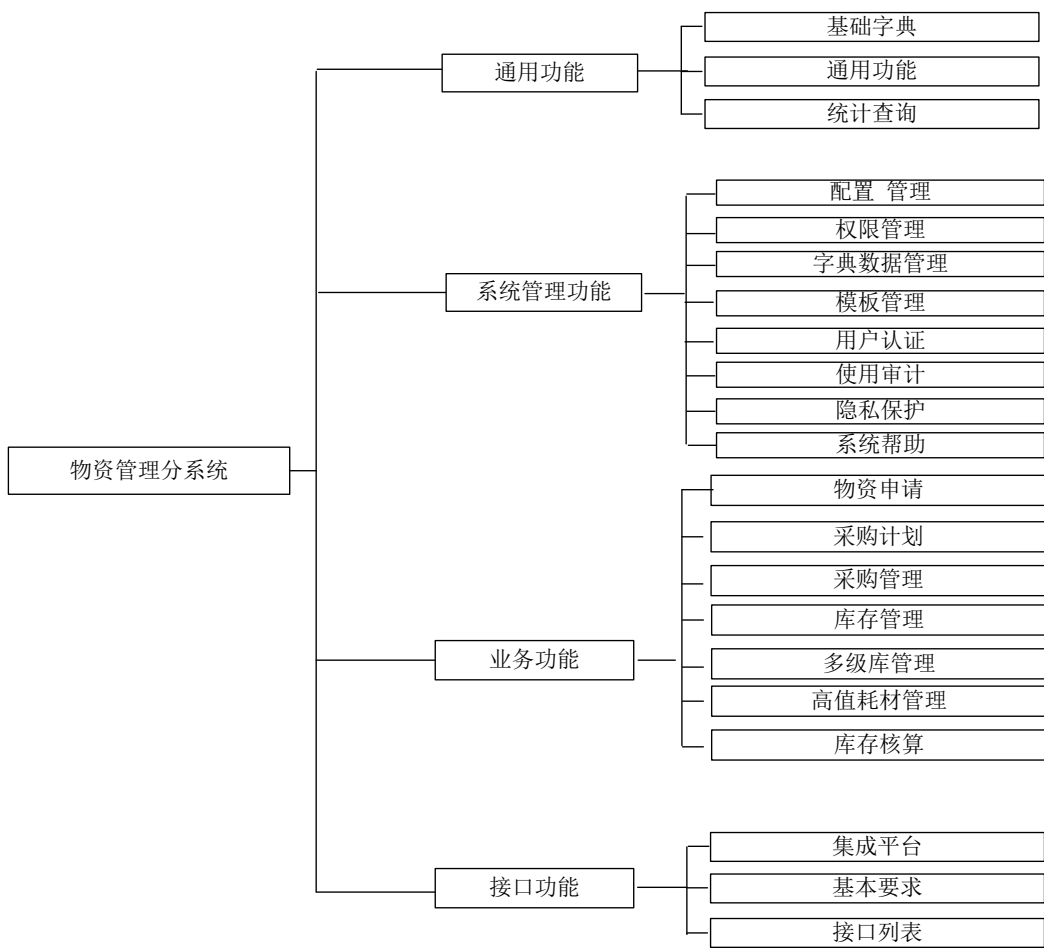 基础字典
通用功能
通用功能
统计查询
配置 管理
权限管理
字典数据管理
系统管理功能
模板管理
用户认证
使用审计
隐私保护
系统帮助
物资管理分系统
物资申请
采购计划
采购管理
库存管理
业务功能
多级库管理
高值耗材管理
库存核算
集成平台
接口功能
基本要求
接口列表